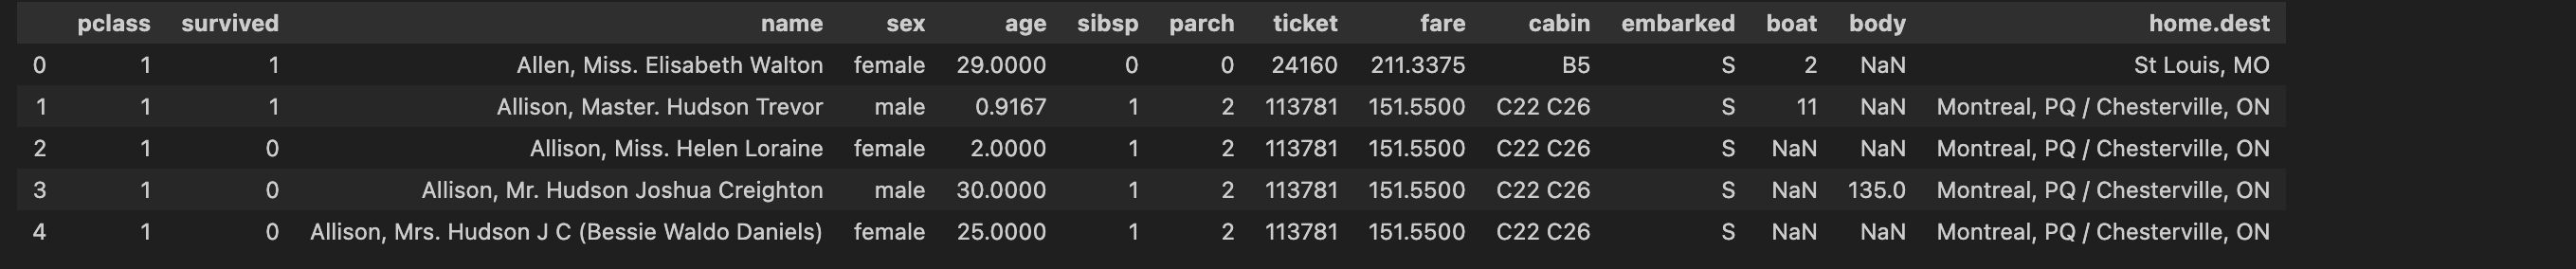 pclass survived name sex age sibsp parch ticket fare cabin embarked boat body home.dest
0 1 1 Allen, Miss. Elisabeth Walton female 29.0000 0 0 24160 211.3375 B5 S 2 NaN St Louis, MO
1 1 1 Allison, Master. Hudson Trevor male 0.9167 1 2 113781 151.5500 C22 C26 S 11 NaN Montreal, PQ / Chesterville, ON
2 1 0 Allison, Miss. Helen Loraine female 2.0000 1 2 113781 151.5500 C22 C26 S NaN NaN Montreal, PQ / Chesterville, ON
3 1 0 Allison, Mr. Hudson Joshua Creighton male 30.0000 1 2 113781 151.5500 C22 C26 S NaN 135.0 Montreal, PQ / Chesterville, ON
4 1 0 Allison, Mrs. Hudson J C (Bessie Waldo Daniels) female 25.0000 1 2 113781 151.5500 C22 C26 S NaN NaN Montreal, PQ / Chesterville, ON